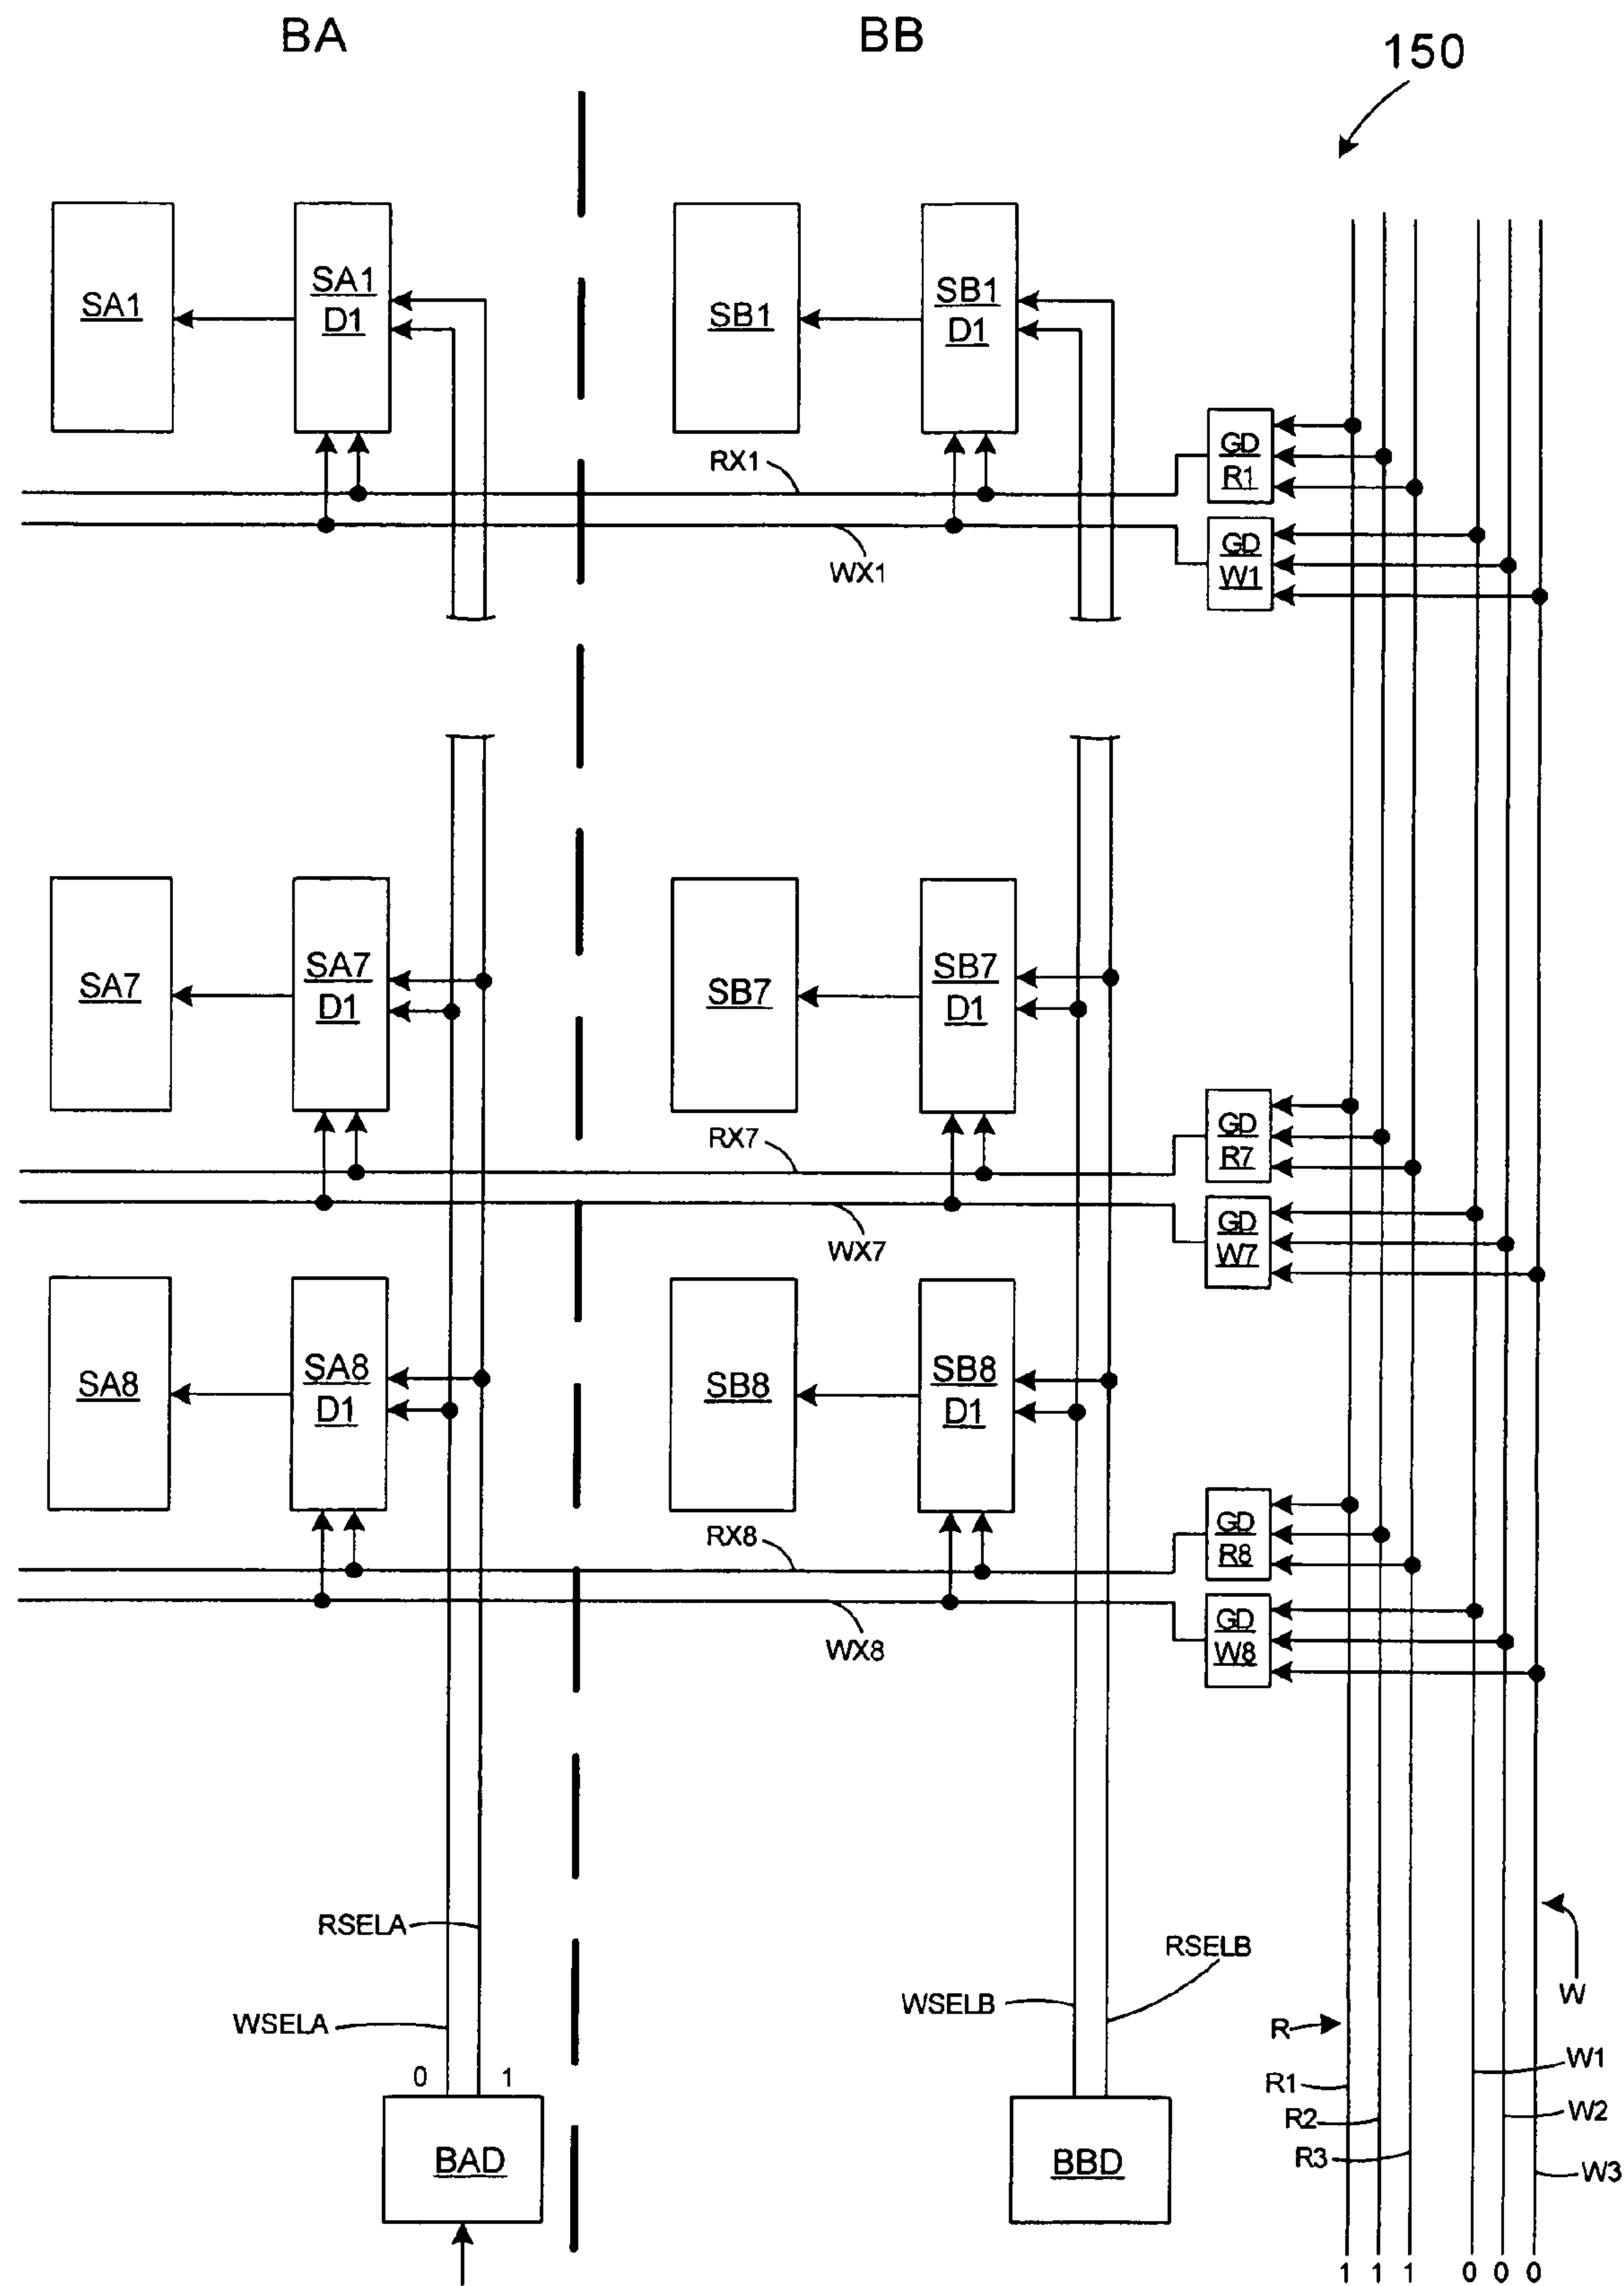 BA
BB
150
SA1
SA1
D1
SB1
SB1
D1
GD
R1
RX1
GD
W1
WX1
SA7
SA7
D1
SB7
SB7
D1
GD
R7
RX7
GD
W7
WX7
SA8
SA8
D1
SB8
SB8
D1
GD
R8
RX8
GD
W8
WX8
RSELA
RSELB
WSELA
WSELB
W
R
0 1
W1
R1
W2
R2
BAD
BBD
R3
W3
1 1 1 0 0 0